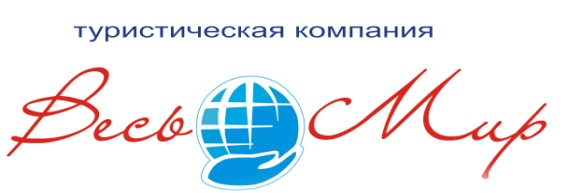 туристическая компания
Весь Мир